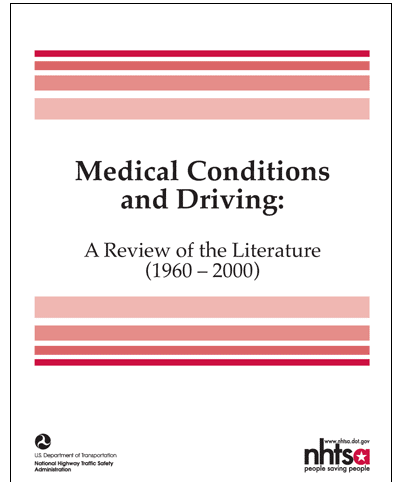 Medical Conditions
and Driving:
A Review of the Literature
(1960 – 2000)
U.S. Department of Transportation
National Highway Traffic Safety
Administration
www.nhtsa.dot.gov
nhtsa
people saving people